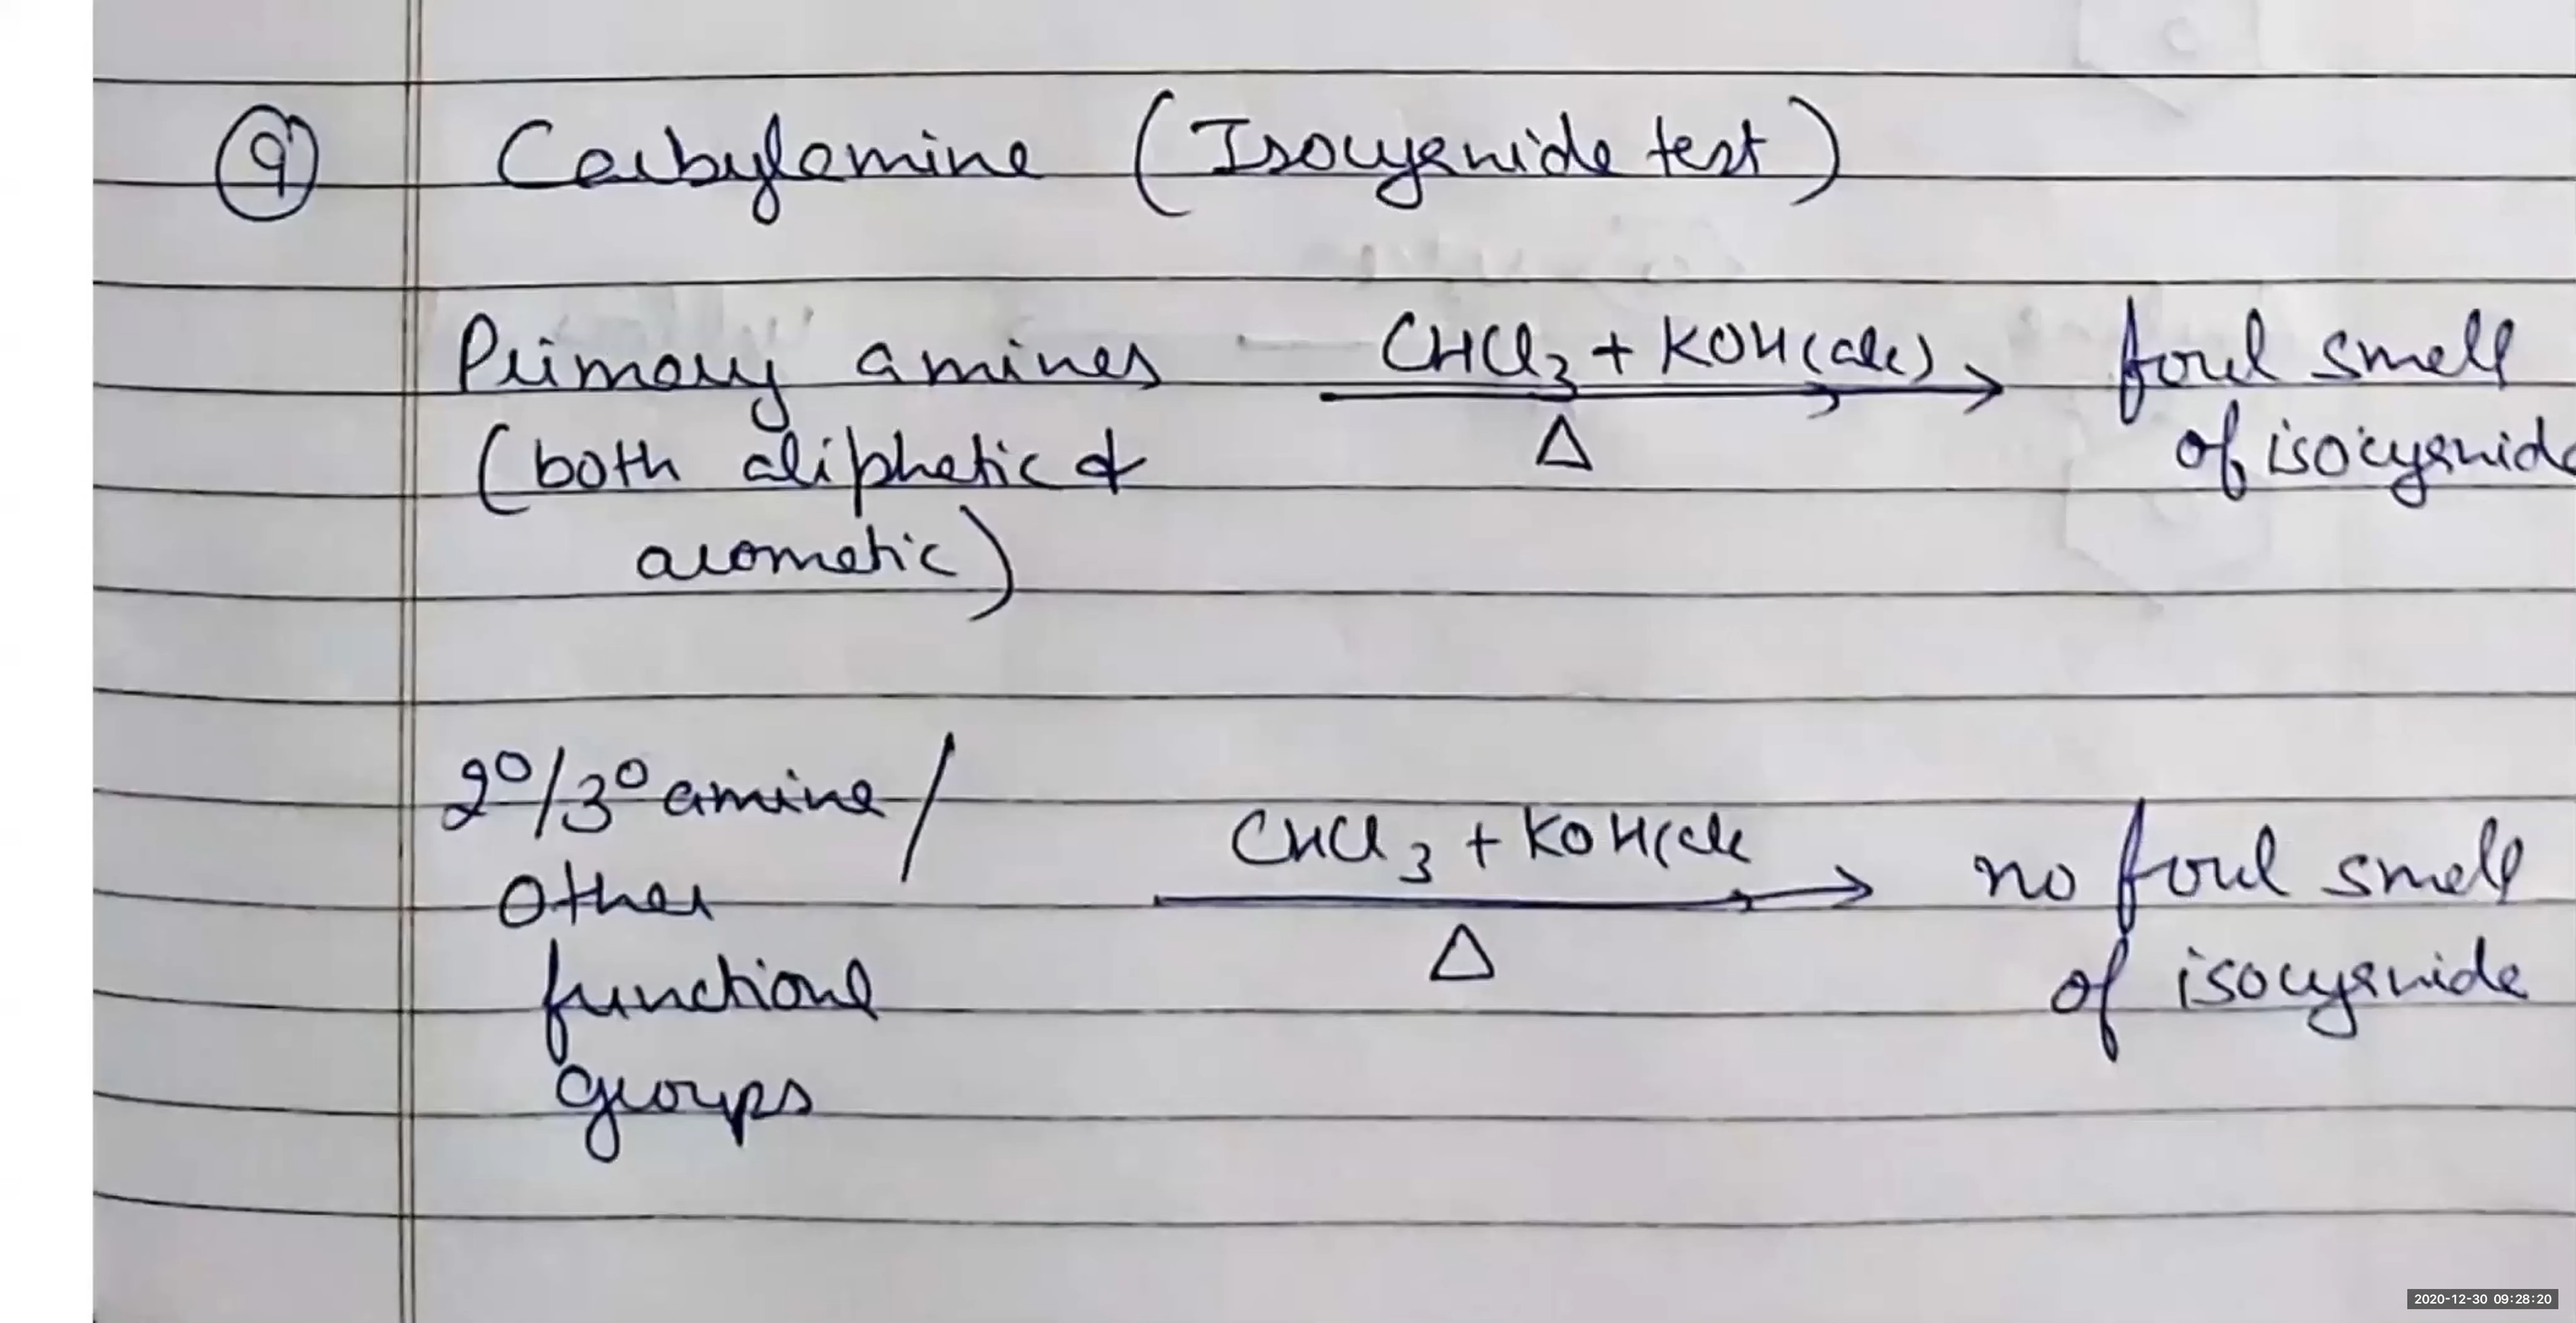 9 Carbylamine (Isocyanide test)
Primary amines CHCl3 + KOH(alc) foul smell
(both aliphatic & Δ of isocyanide
aromatic)
2°/3° amine /
CHCl3 + KOH(alc no foul smell
Other
Δ of isocyanide
functional
groups
2020-12-30 09:28:20